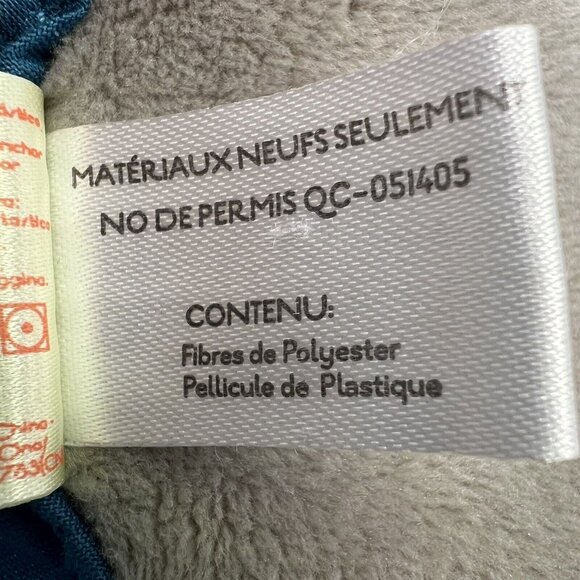 MATÉRIAUX NEUFS SEULEMENT
NO DE PERMIS QC-051405
CONTENU:
Fibres de Polyester
Pellicule de Plastique